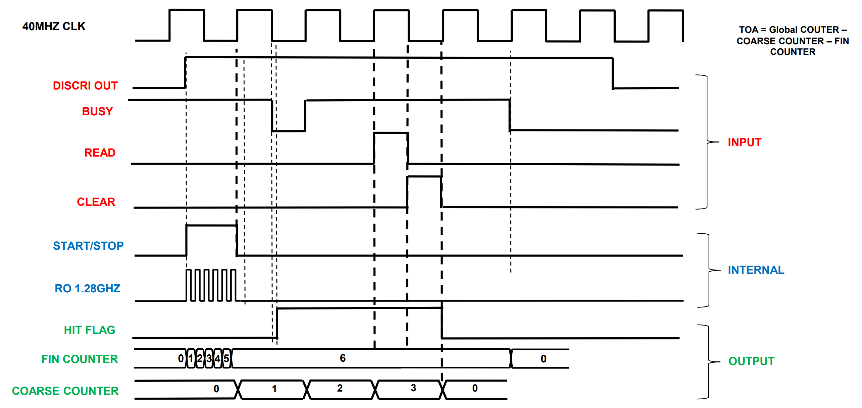 40MHZ CLK
TOA = Global COUTER –
COARSE COUNTER – FIN
COUNTER
DISCRI OUT
BUSY
READ
INPUT
CLEAR
START/STOP
INTERNAL
RO 1.28GHZ
HIT FLAG
FIN COUNTER 0 1 2 3 4 5 6 0
OUTPUT
COARSE COUNTER 0 1 2 3 0